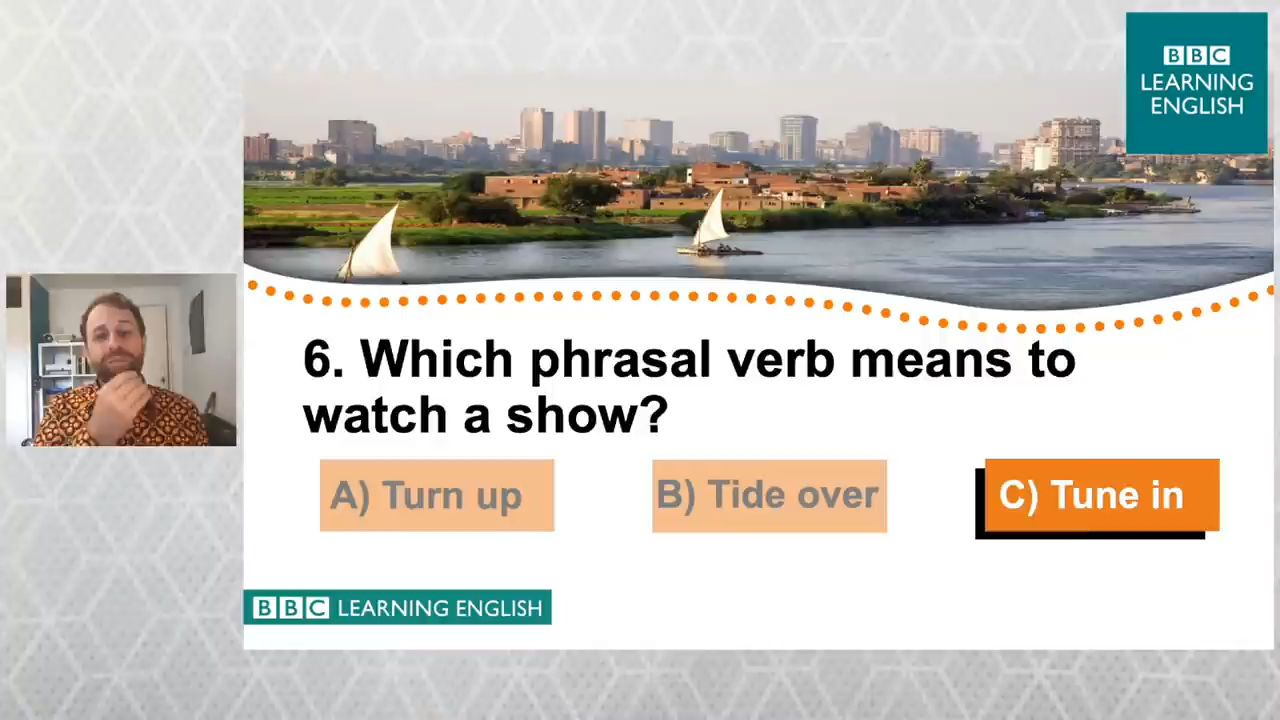 BBC
LEARNING
ENGLISH
6. Which phrasal verb means to
watch a show?
A) Turn up
B) Tide over
C) Tune in
BBC LEARNING ENGLISH